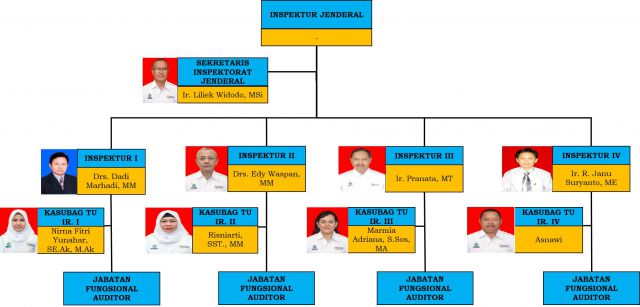 INSPEKTUR JENDERAL
-
SEKRETARIS
INSPEKTORAT
JENDERAL
Ir. Liliek Widodo, MSi
INSPEKTUR I
Drs. Dadi
Marhadi, MM
INSPEKTUR II
Drs. Edy Waspan,
MM
INSPEKTUR III
Ir. Pranata, MT
INSPEKTUR IV
Ir. R. Janu
Suryanto, ME
KASUBAG TU
IR. I
Nirna Fitri
Yunahar,
SE.Ak, M.Ak
KASUBAG TU
IR. II
Risniarti,
SST., MM
KASUBAG TU
IR. III
Marmia
Adriana, S.Sos,
MA
KASUBAG TU
IR. IV
Asnawi
JABATAN
FUNGSIONAL
AUDITOR
JABATAN
FUNGSIONAL
AUDITOR
JABATAN
FUNGSIONAL
AUDITOR
JABATAN
FUNGSIONAL
AUDITOR